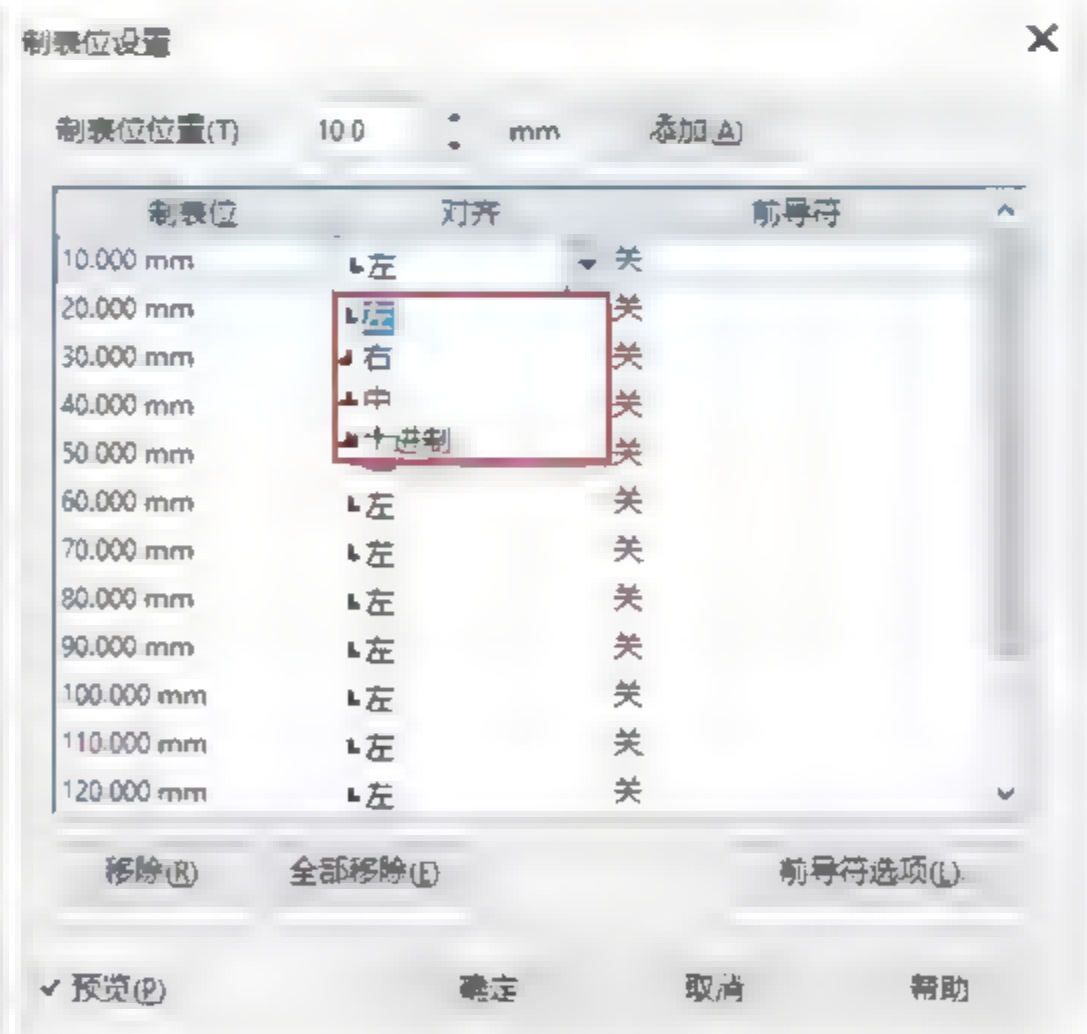 制表位设置
制表位位置(T) 10.0 mm 添加(A)
制表位 对齐 前导符
10.000 mm 左 关
20.000 mm 左 关
30.000 mm 右 关
40.000 mm 中 关
50.000 mm 十进制 关
60.000 mm 左 关
70.000 mm 左 关
80.000 mm 左 关
90.000 mm 左 关
100.000 mm 左 关
110.000 mm 左 关
120.000 mm 左 关
移除(R) 全部移除(E) 前导符选项(L)
预览(P) 确定 取消 帮助